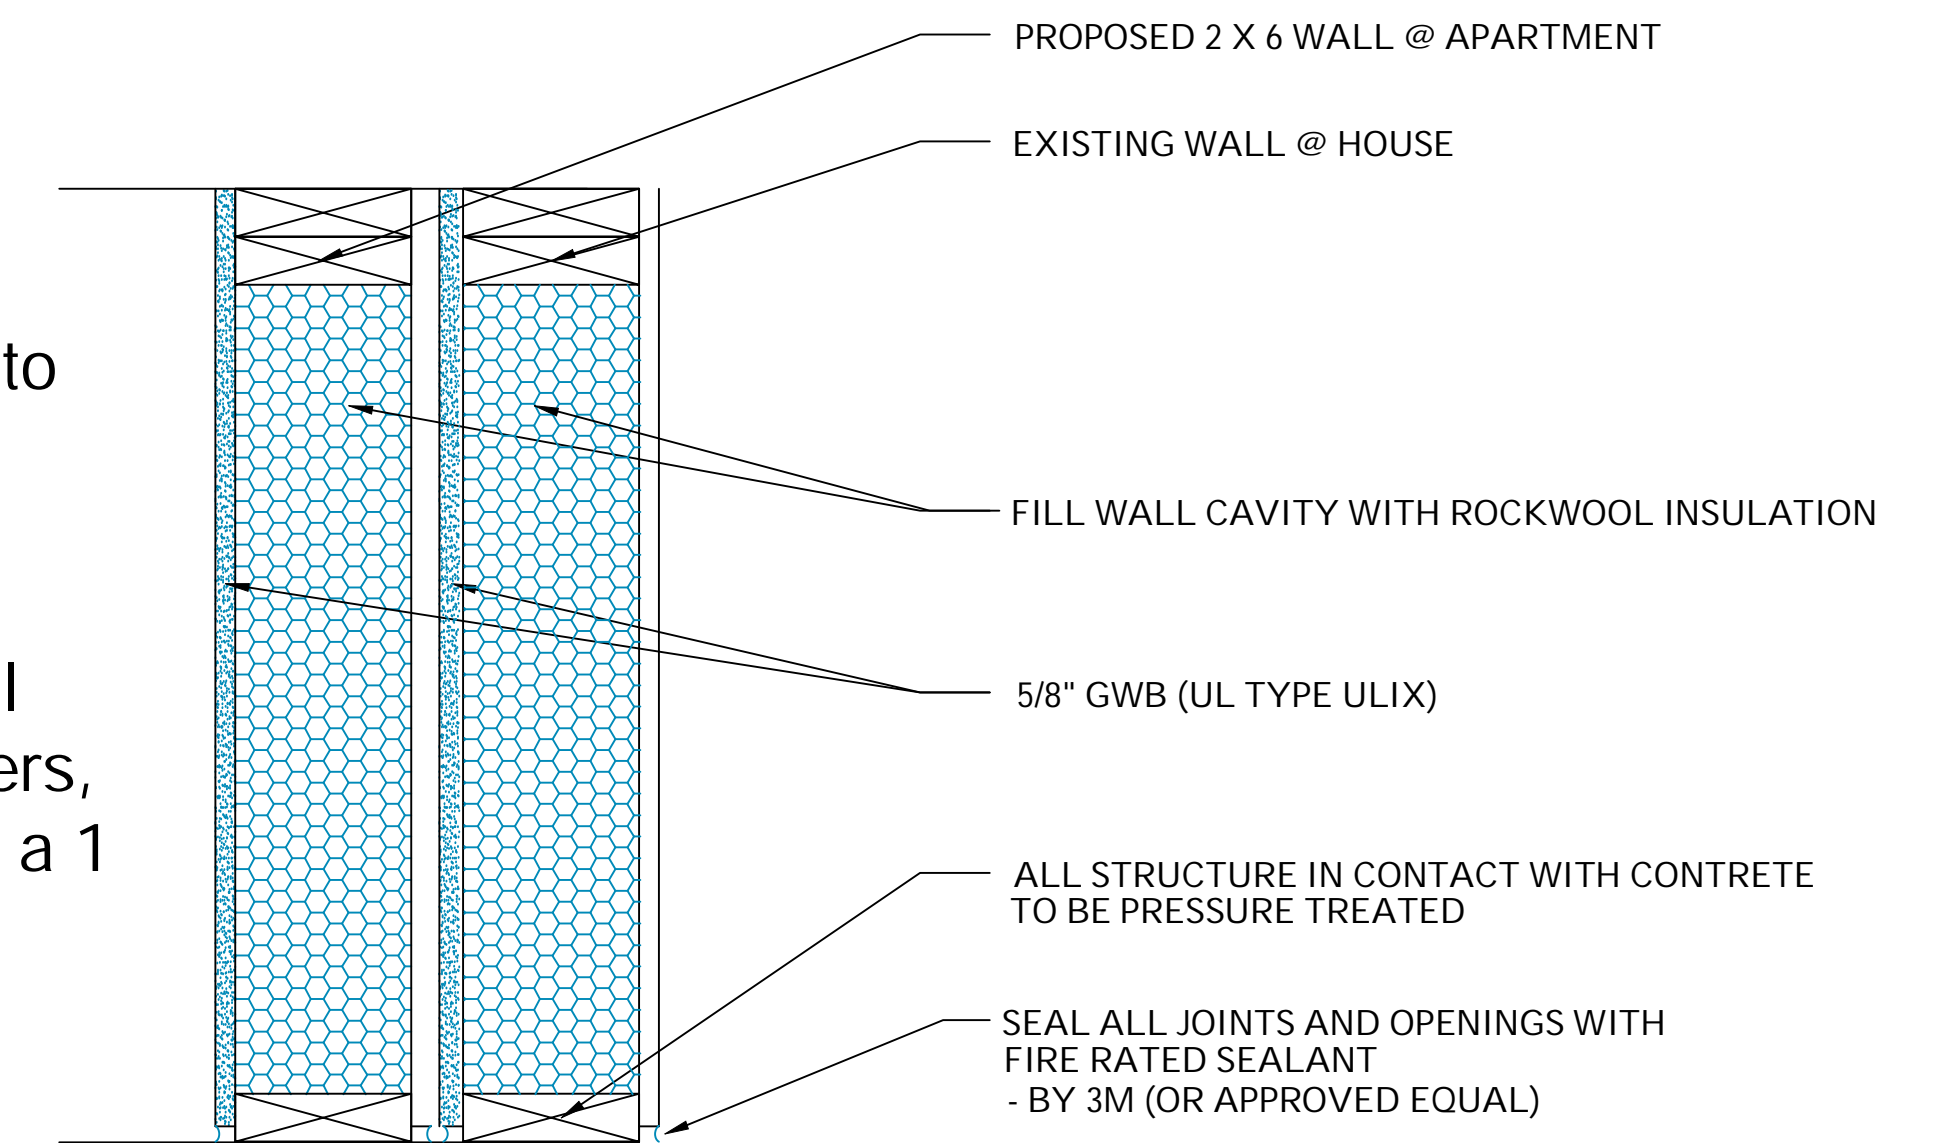 PROPOSED 2 X 6 WALL @ APARTMENT
EXISTING WALL @ HOUSE
to
FILL WALL CAVITY WITH ROCKWOOL INSULATION
l
ers,
5/8" GWB (UL TYPE ULIX)
a 1
ALL STRUCTURE IN CONTACT WITH CONTRETE
TO BE PRESSURE TREATED
SEAL ALL JOINTS AND OPENINGS WITH
FIRE RATED SEALANT
- BY 3M (OR APPROVED EQUAL)